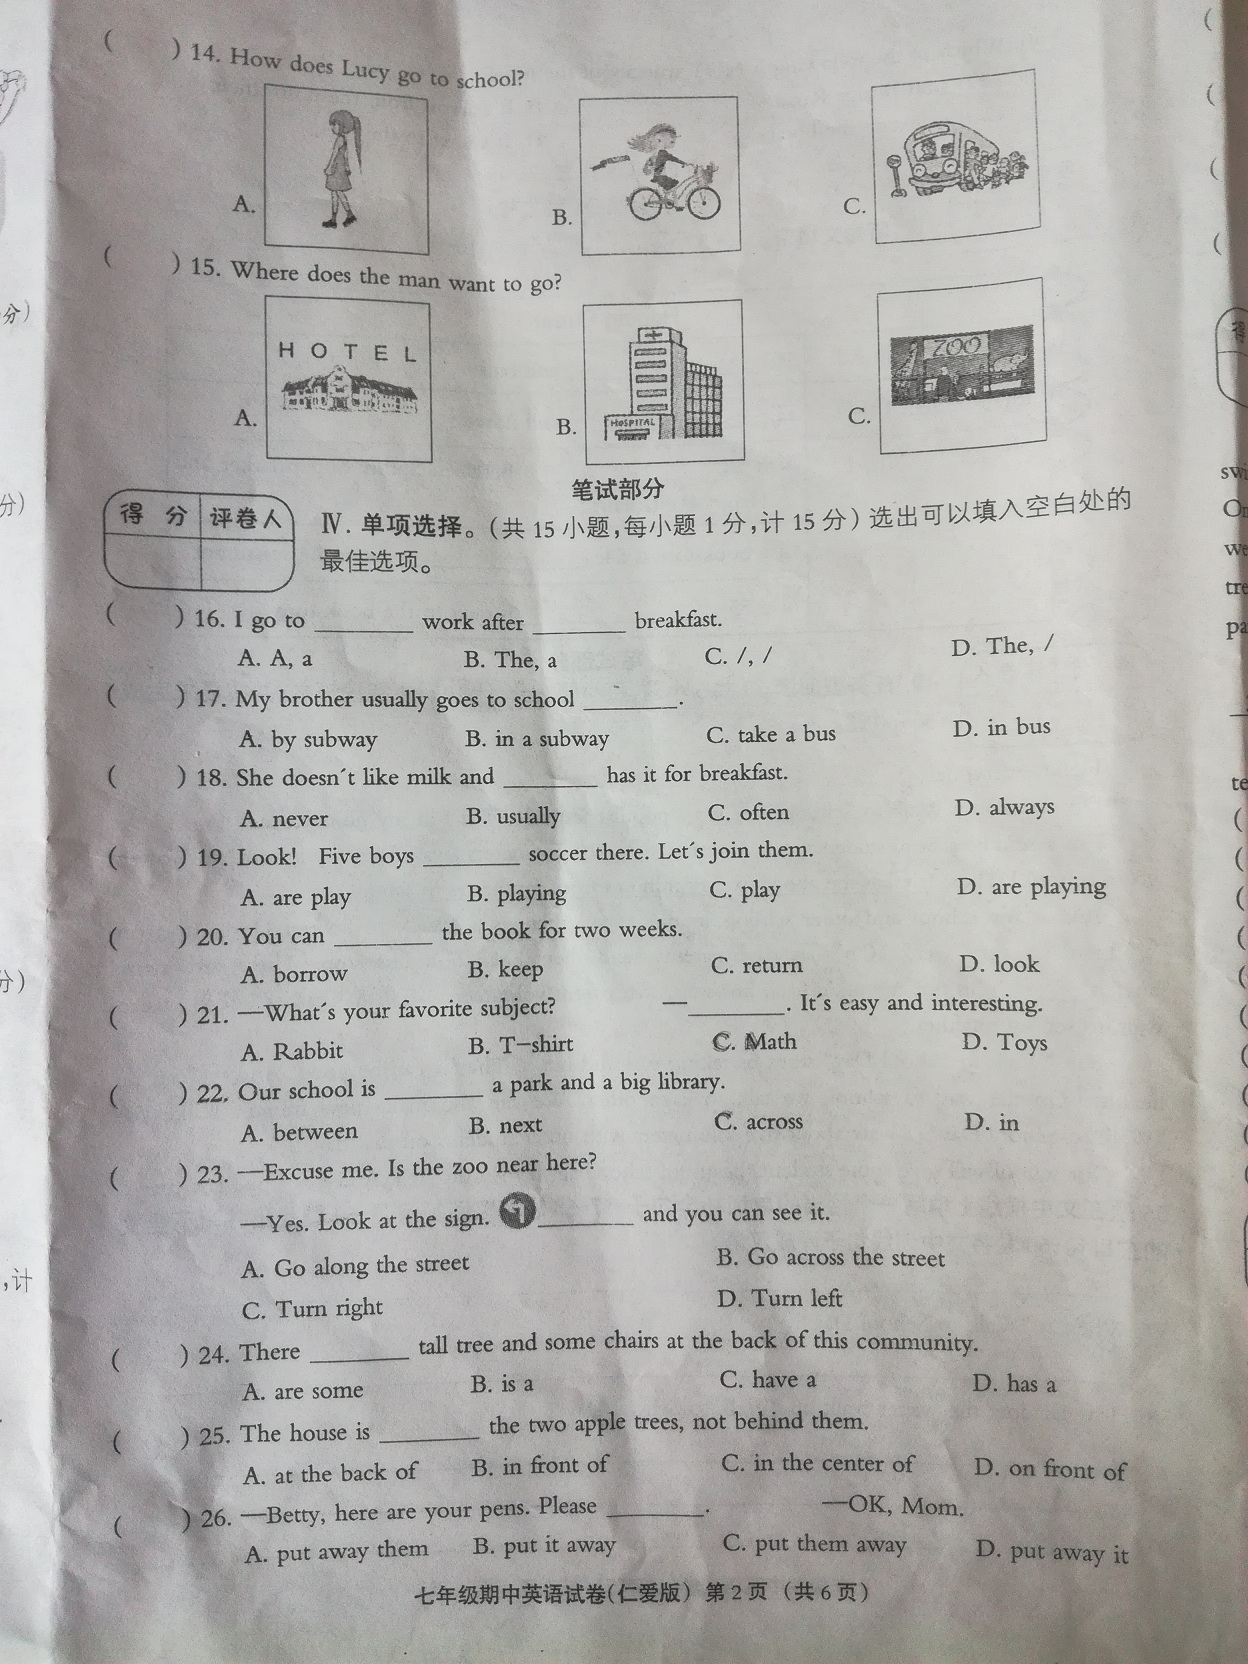 ( ) 14. How does Lucy go to school?
A. B. C.
( ) 15. Where does the man want to go?
HOTEL
HOSPITAL
ZOO
A. B. C.
笔试部分
得 分 评卷人
Ⅳ. 单项选择。(共 15 小题,每小题 1 分,计 15 分) 选出可以填入空白处的
最佳选项。
( ) 16. I go to ________ work after ________ breakfast.
A. A, a B. The, a C. /, / D. The, /
( ) 17. My brother usually goes to school ________.
A. by subway B. in a subway C. take a bus D. in bus
( ) 18. She doesn't like milk and ________ has it for breakfast.
A. never B. usually C. often D. always
( ) 19. Look! Five boys ________ soccer there. Let's join them.
A. are play B. playing C. play D. are playing
( ) 20. You can ________ the book for two weeks.
A. borrow B. keep C. return D. look
( ) 21. —What's your favorite subject? —________. It's easy and interesting.
A. Rabbit B. T-shirt C. Math D. Toys
( ) 22. Our school is ________ a park and a big library.
A. between B. next C. across D. in
( ) 23. —Excuse me. Is the zoo near here?
—Yes. Look at the sign. ________ and you can see it.
A. Go along the street B. Go across the street
C. Turn right D. Turn left
( ) 24. There ________ tall tree and some chairs at the back of this community.
A. are some B. is a C. have a D. has a
( ) 25. The house is ________ the two apple trees, not behind them.
A. at the back of B. in front of C. in the center of D. on front of
( ) 26. —Betty, here are your pens. Please ________. —OK, Mom.
A. put away them B. put it away C. put them away D. put away it
七年级期中英语试卷(仁爱版) 第 2 页 (共 6 页)